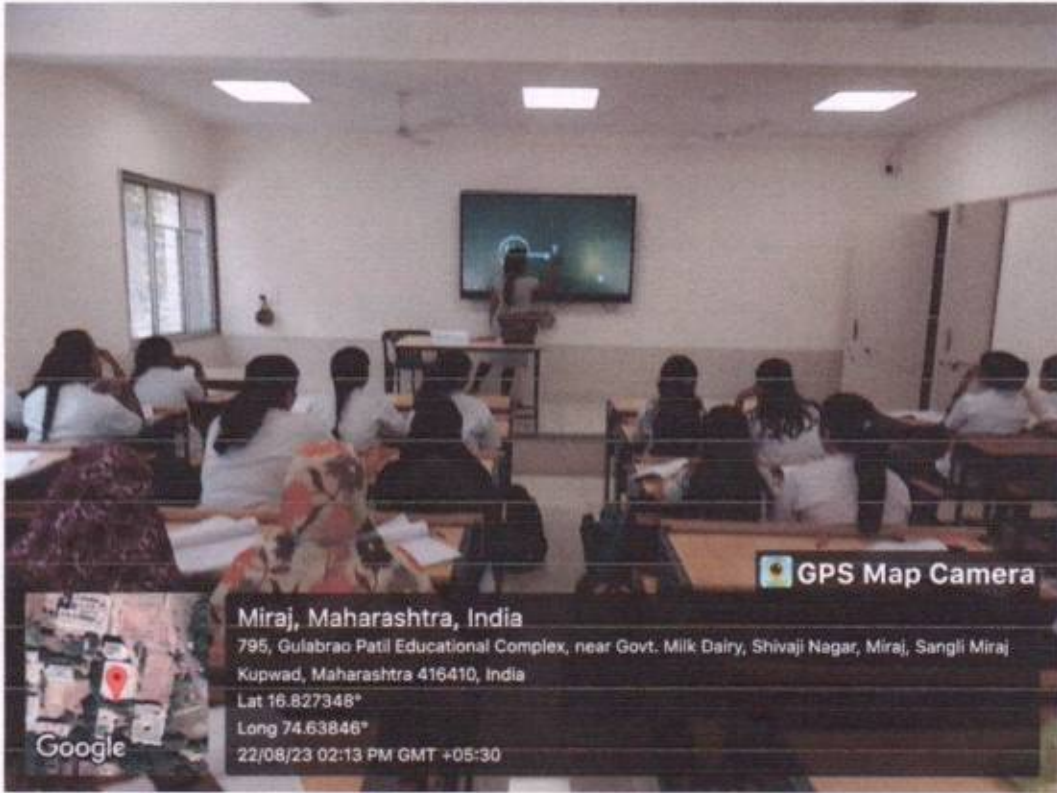 GPS Map Camera
Miraj, Maharashtra, India
795, Gulabrao Patil Educational Complex, near Govt. Milk Dairy, Shivaji Nagar, Miraj, Sangli Miraj
Kupwad, Maharashtra 416410, India
Lat 16.827348°
Long 74.63846°
22/08/23 02:13 PM GMT +05:30
Google